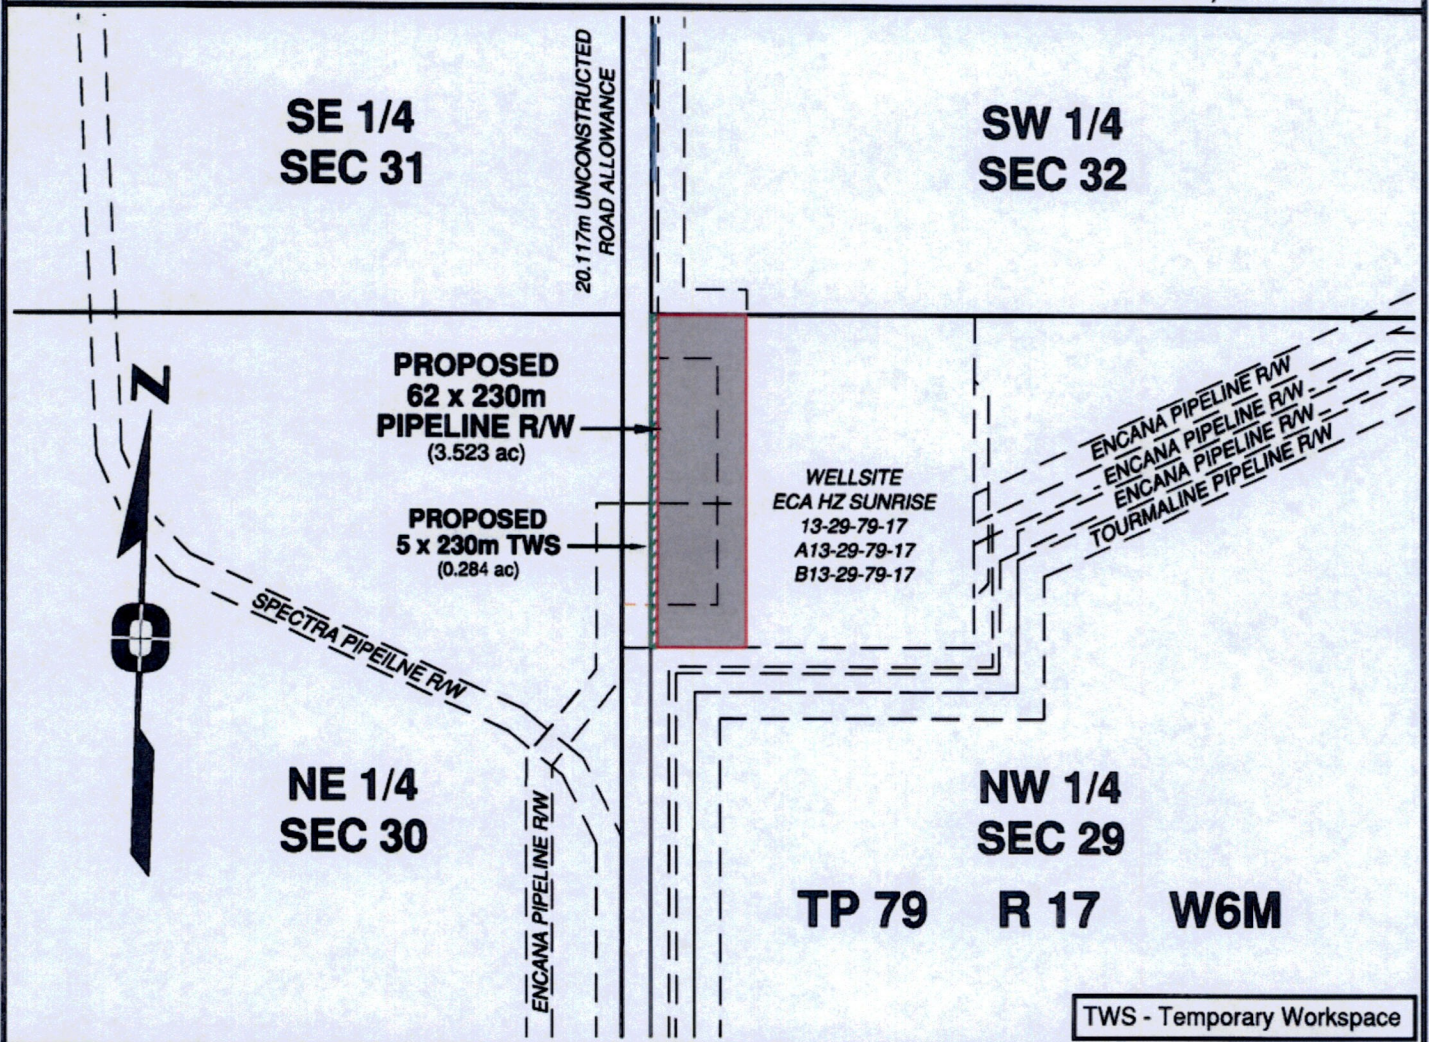 SE 1/4
SEC 31
20.117m UNCONSTRUCTED
ROAD ALLOWANCE
SW 1/4
SEC 32
PROPOSED
62 x 230m
PIPELINE R/W
(3.523 ac)
PROPOSED
5 x 230m TWS
(0.284 ac)
N
WELLSITE
ECA HZ SUNRISE
13-29-79-17
A13-29-79-17
B13-29-79-17
ENCANA PIPELINE R/W
ENCANA PIPELINE R/W
ENCANA PIPELINE R/W
TOURMALINE PIPELINE R/W
SPECTRA PIPEILNE R/W
NE 1/4
SEC 30
ENCANA PIPELINE R/W
NW 1/4
SEC 29
TP 79 R 17 W6M
TWS - Temporary Workspace